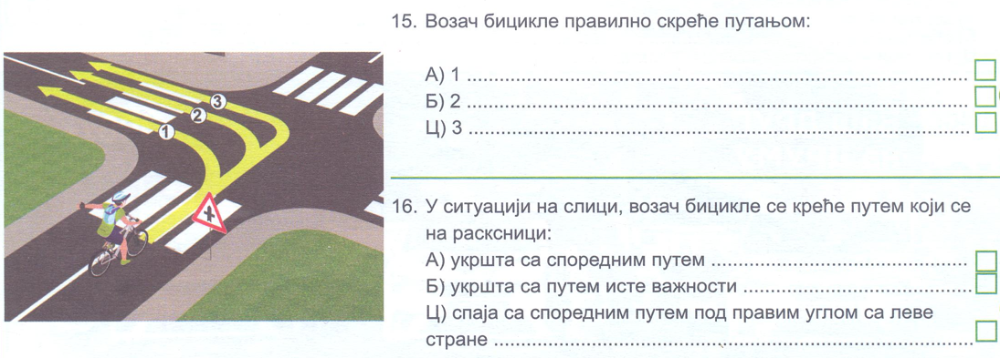 15. Возач бицикле правилно скреће путањом:
А) 1
Б) 2
Ц) 3
1
2
3
16. У ситуацији на слици, возач бицикле се креће путем који се
на расксници:
А) укршта са споредним путем
Б) укршта са путем исте важности
Ц) спаја са споредним путем под правим углом са леве
стране